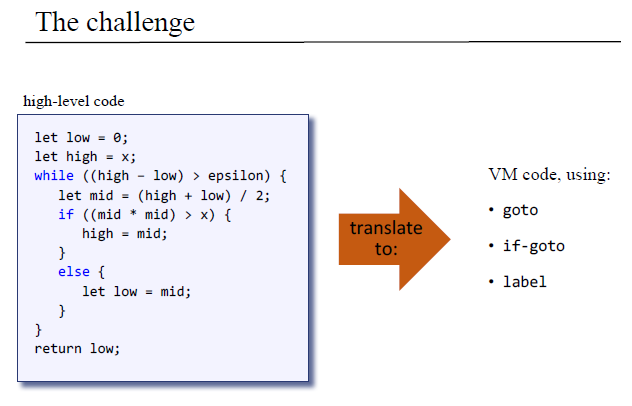 The challenge
high-level code
let low = 0;
let high = x;
while ((high – low) > epsilon) {
let mid = (high + low) / 2;
if ((mid * mid) > x) {
high = mid;
}
else {
let low = mid;
}
}
return low;
translate
to:
VM code, using:
• goto
• if-goto
• label